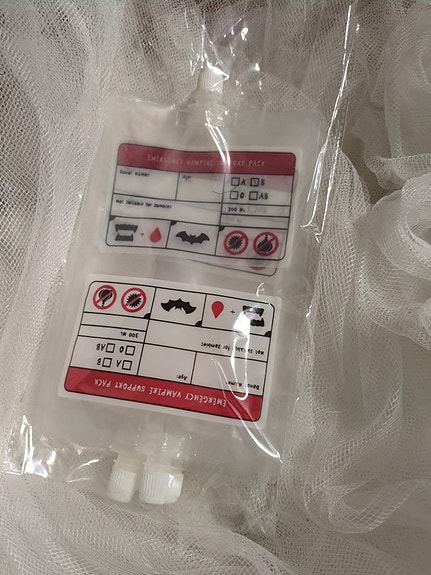 EMERGENCY VAMPIRE SUPPORT PACK
Donor name: Age: A B
O AB
Not suitable for zombies! 300 ML
EMERGENCY VAMPIRE SUPPORT PACK
Donor name: Age: A B
O AB
Not suitable for zombies! 300 ML